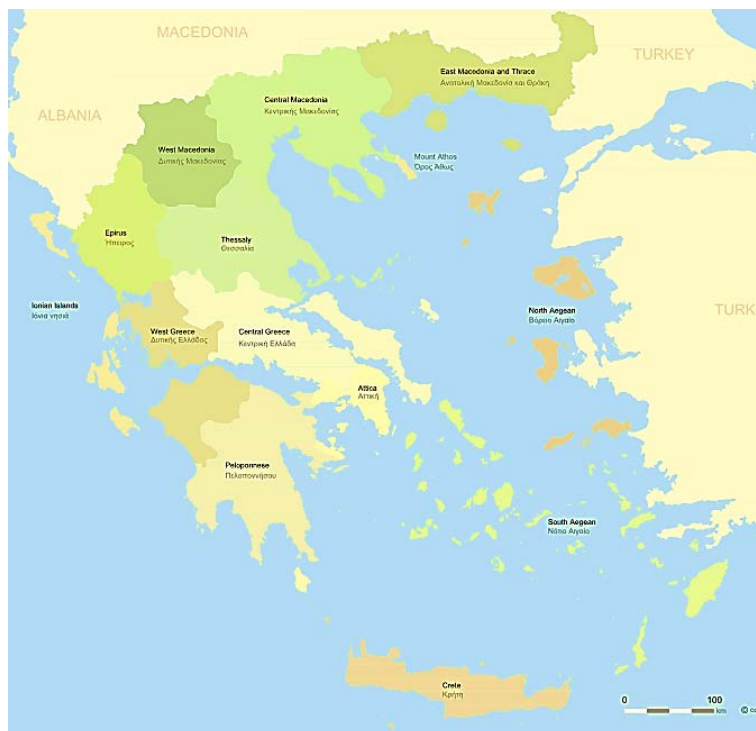 MACEDONIA
TURKEY
East Macedonia and Thrace
Ανατολική Μακεδονία και Θράκη
Central Macedonia
Κεντρικής Μακεδονίας
ALBANIA
West Macedonia
Δυτικής Μακεδονίας
Mount Athos
Όρος Άθως
Epirus
Ήπειρος
Thessaly
Θεσσαλία
Ionian Islands
Ιόνια νησιά
North Aegean
Βόρειο Αιγαίο
TURK
West Greece
Δυτικής Ελλάδας
Central Greece
Κεντρική Ελλάδα
Attica
Αττική
Peloponnese
Πελοποννήσου
South Aegean
Νότιο Αιγαίο
Crete
Κρήτη
0 100
km